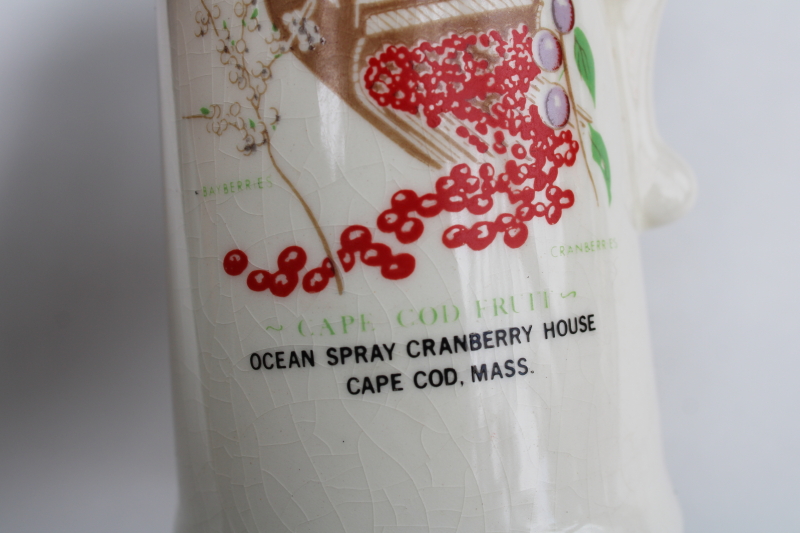 BAYBERRIES
CRANBERRIES
~ CAPE COD FRUIT ~
OCEAN SPRAY CRANBERRY HOUSE
CAPE COD, MASS.